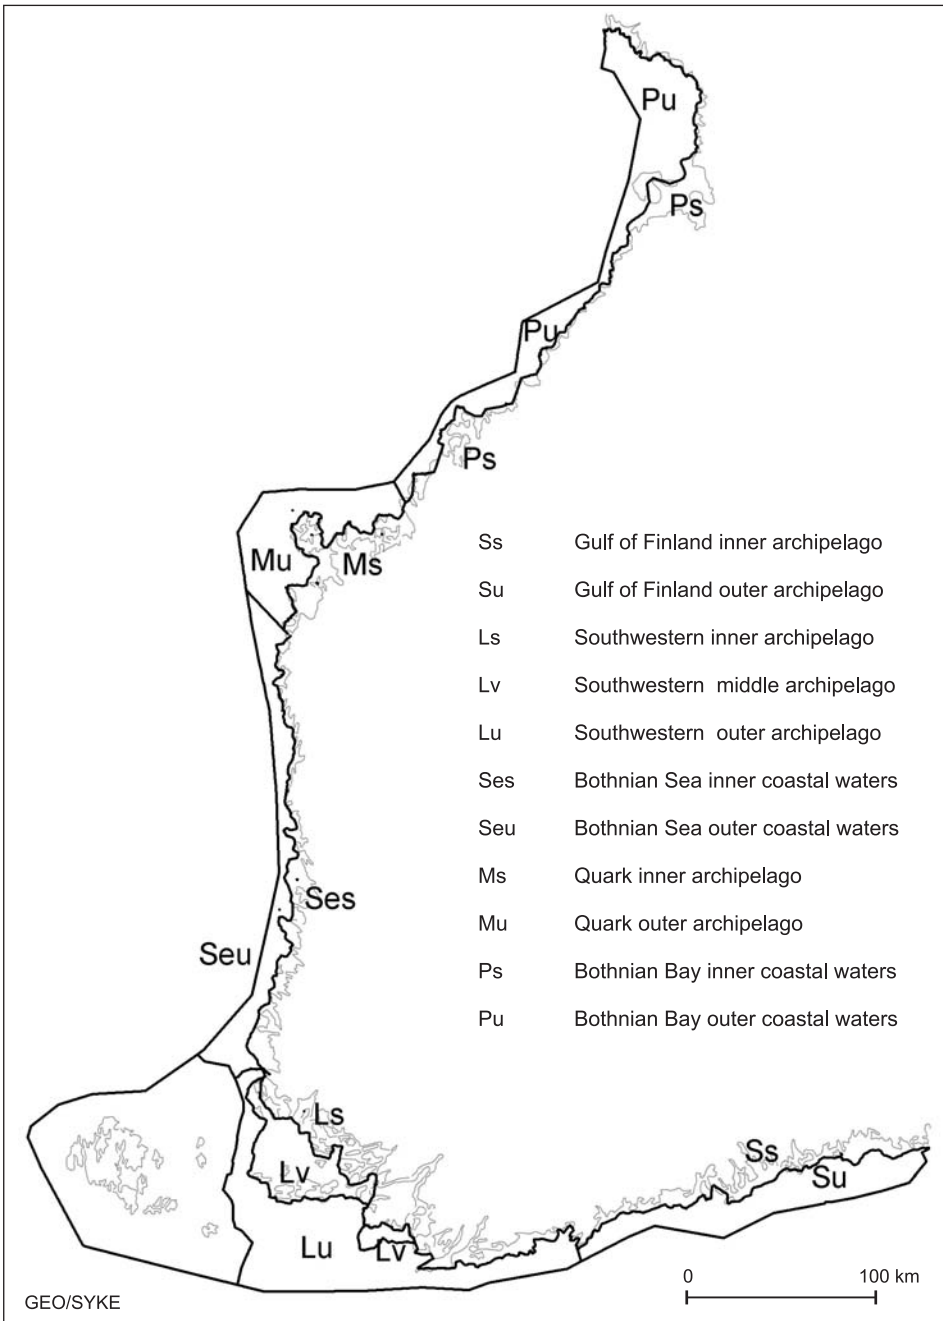 Pu
Ps
Pu
Ps
Mu
Ms
Ss Gulf of Finland inner archipelago
Su Gulf of Finland outer archipelago
Ls Southwestern inner archipelago
Lv Southwestern middle archipelago
Lu Southwestern outer archipelago
Ses Bothnian Sea inner coastal waters
Seu Bothnian Sea outer coastal waters
Ms Quark inner archipelago
Mu Quark outer archipelago
Ps Bothnian Bay inner coastal waters
Pu Bothnian Bay outer coastal waters
Ses
Seu
Ls
Lv
Ss
Su
Lu
Lv
0 100 km
GEO/SYKE